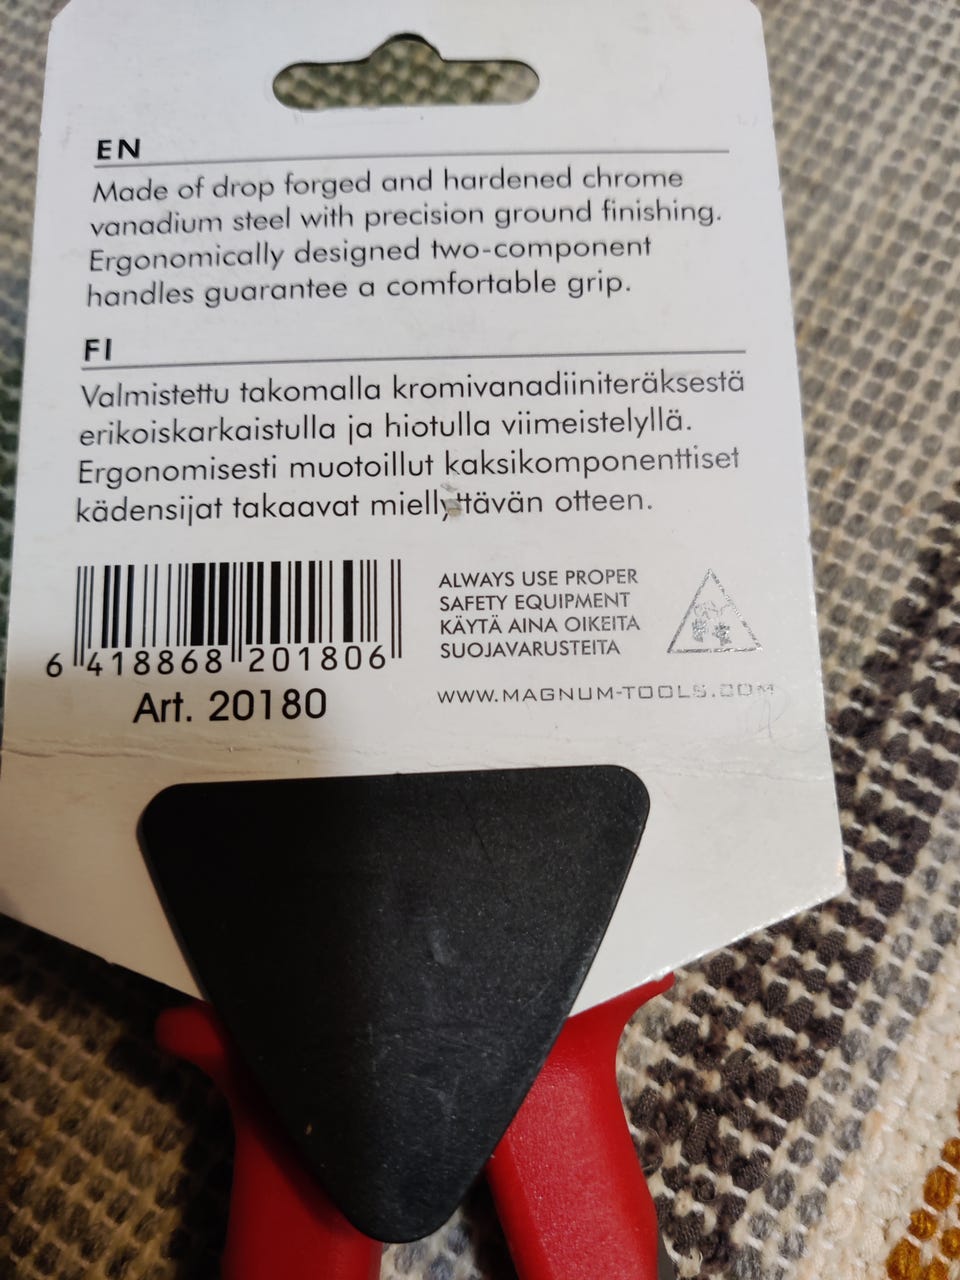 EN
Made of drop forged and hardened chrome
vanadium steel with precision ground finishing.
Ergonomically designed two-component
handles guarantee a comfortable grip.
FI
Valmistettu takomalla kromivanadiiniteräksestä
erikoiskarkaistulla ja hiotulla viimeistelyllä.
Ergonomisesti muotoillut kaksikomponenttiset
kädensijat takaavat miellyttävän otteen.
6 418868 201806
Art. 20180
ALWAYS USE PROPER
SAFETY EQUIPMENT
KÄYTÄ AINA OIKEITA
SUOJAVARUSTEITA
WWW.MAGNUM-TOOLS.COM